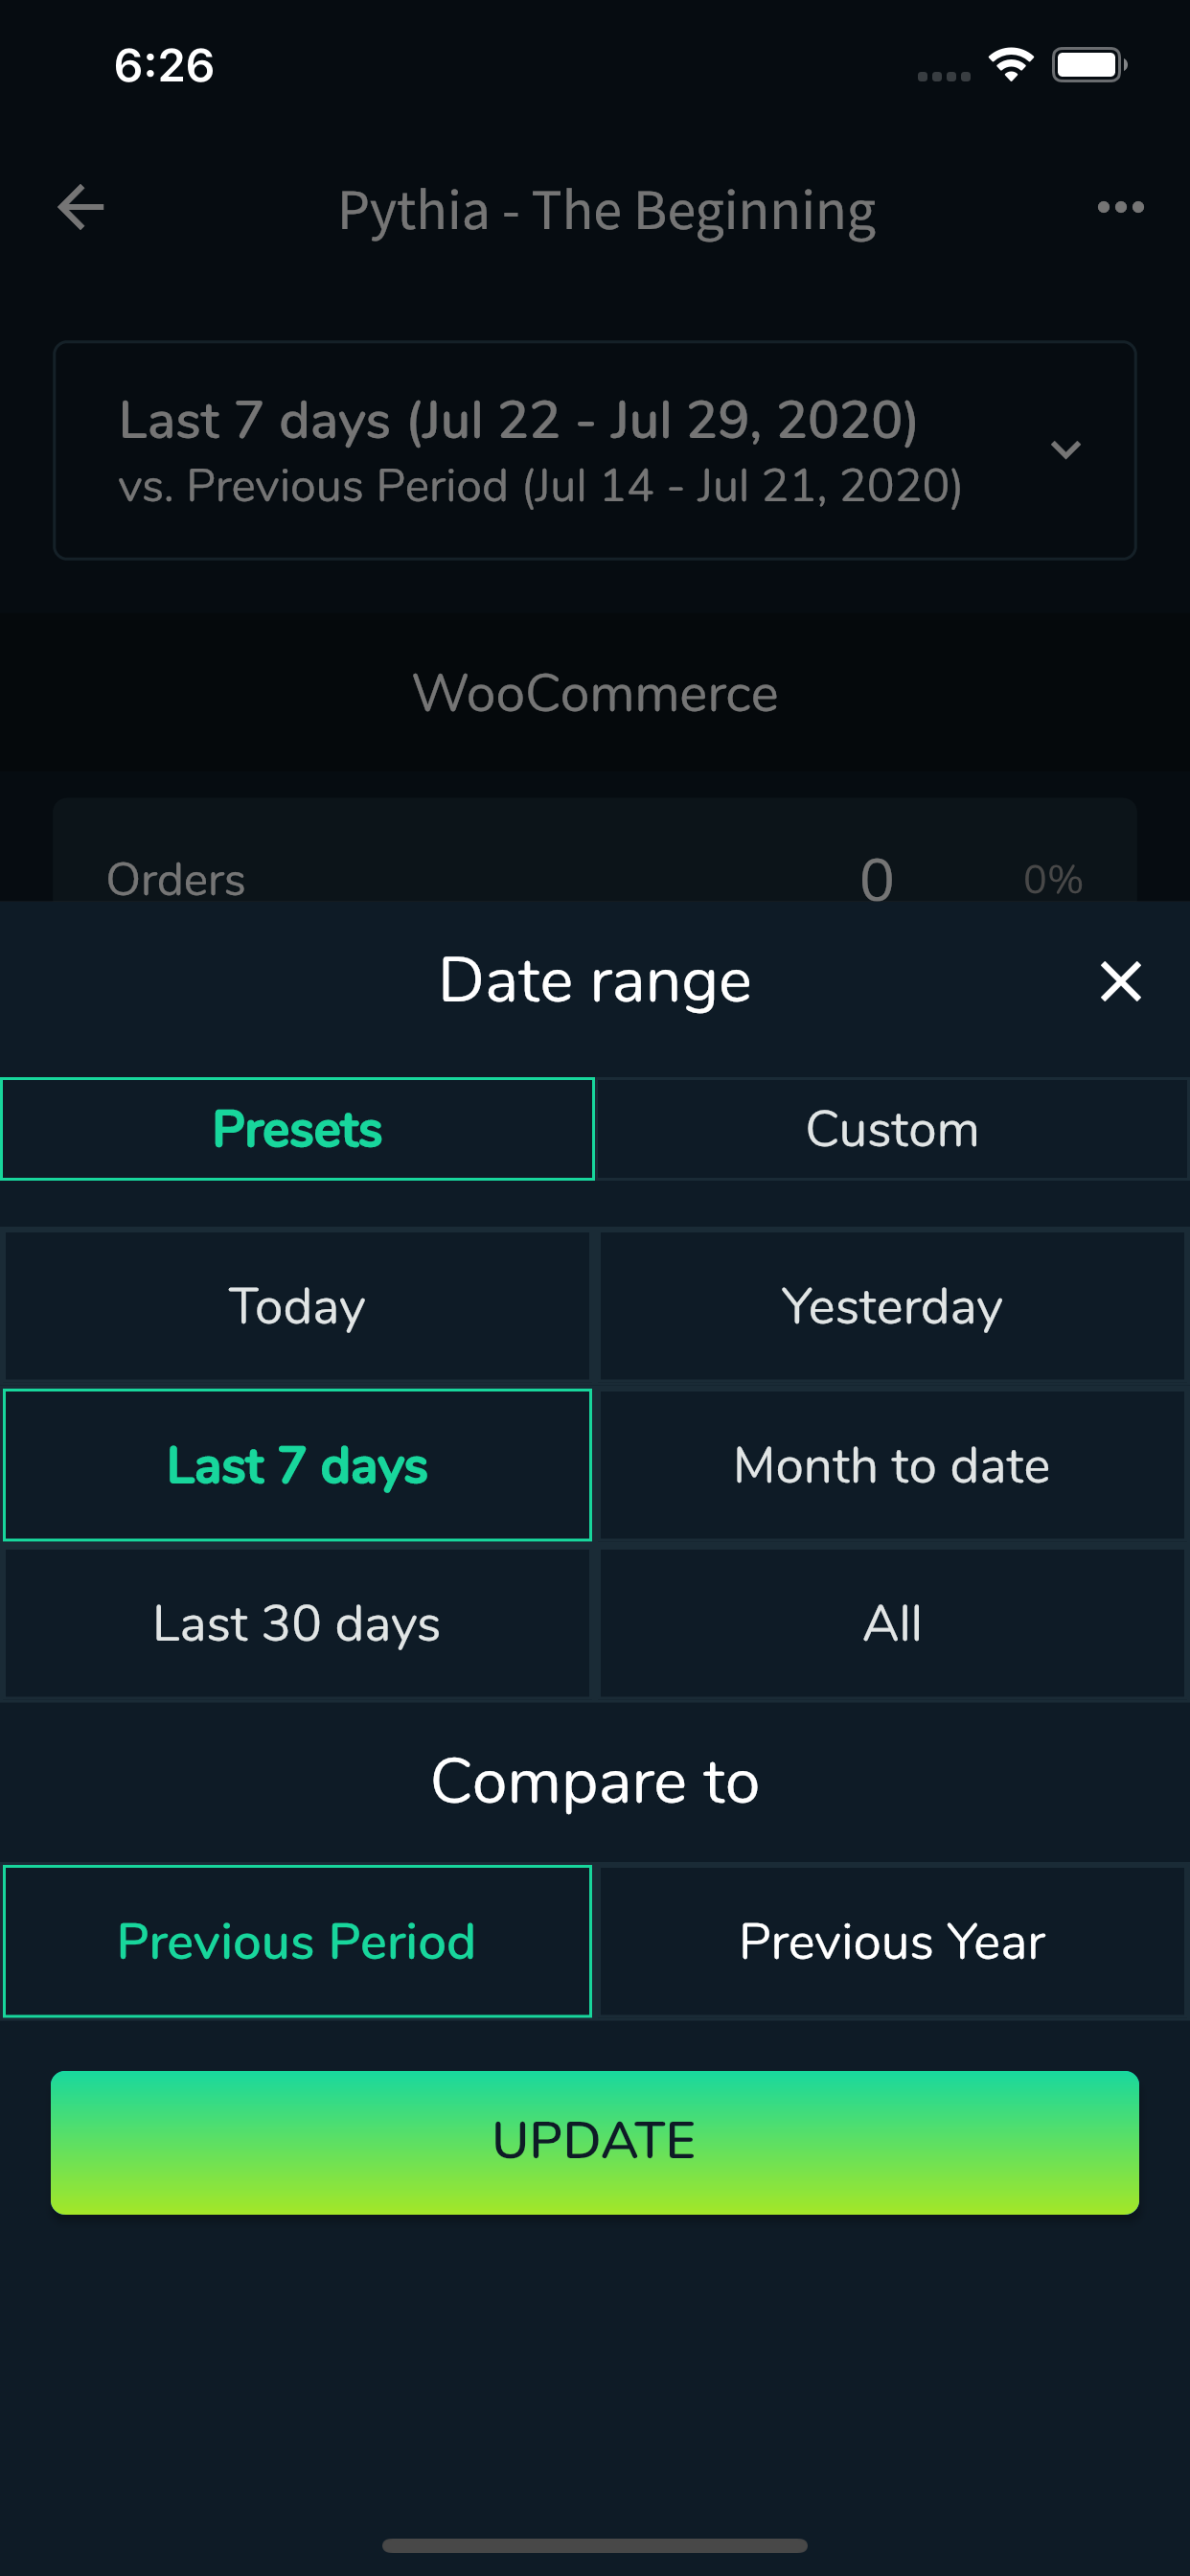 6:26
Pythia - The Beginning
Last 7 days (Jul 22 - Jul 29, 2020)
vs. Previous Period (Jul 14 - Jul 21, 2020)
WooCommerce
Orders 0 0%
Date range
Presets Custom
Today Yesterday
Last 7 days Month to date
Last 30 days All
Compare to
Previous Period Previous Year
UPDATE